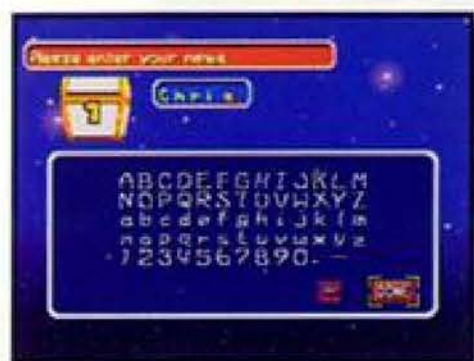 Please enter your name
1
Chris
ABCDEFGHIJKLM
NOPQRSTUVWXYZ
abcdefghijklm
nopqrstuvwxyz
1234567890.